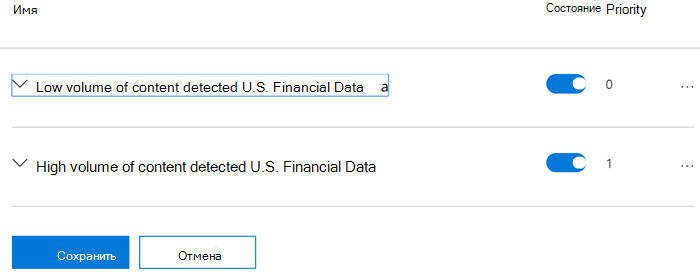 Имя Состояние Priority
Low volume of content detected U.S. Financial Data a 0 ...
High volume of content detected U.S. Financial Data 1 ...
Сохранить Отмена